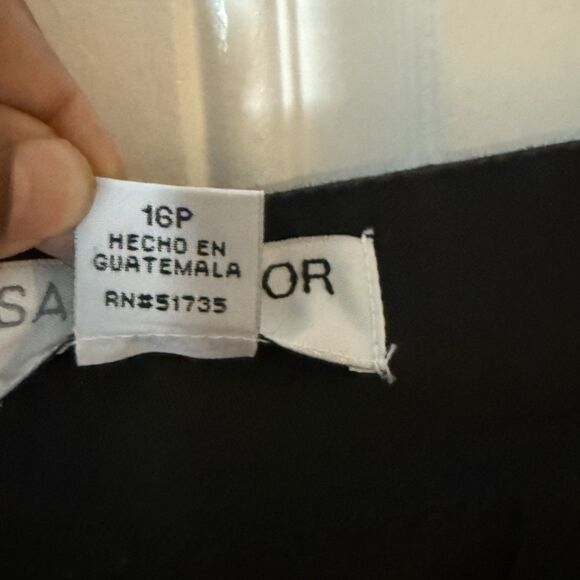 16P
HECHO EN
GUATEMALA
RN#51735
SA OR